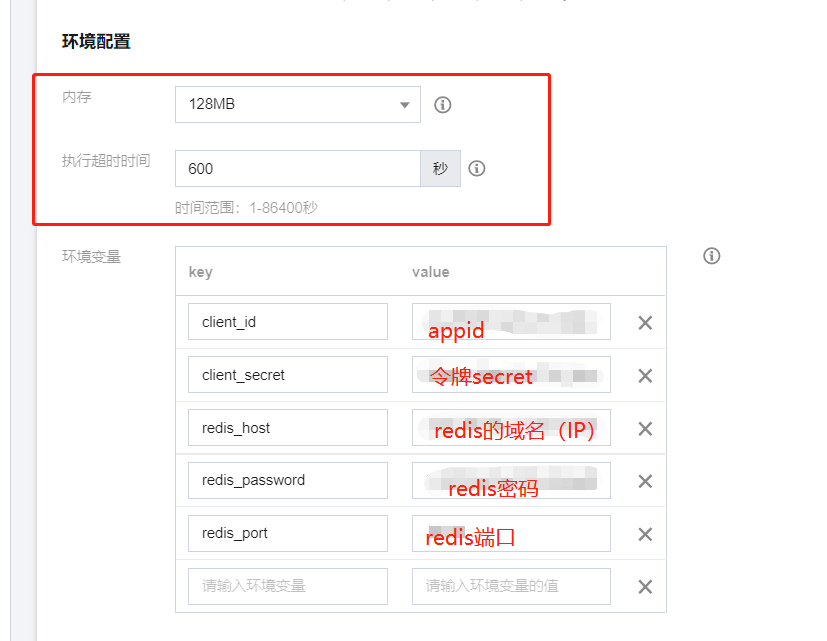 环境配置
内存 128MB
执行超时时间 600 秒
时间范围：1-86400秒
环境变量
key value
client_id appid
client_secret 令牌secret
redis_host redis的域名（IP）
redis_password redis密码
redis_port redis端口
请输入环境变量 请输入环境变量的值